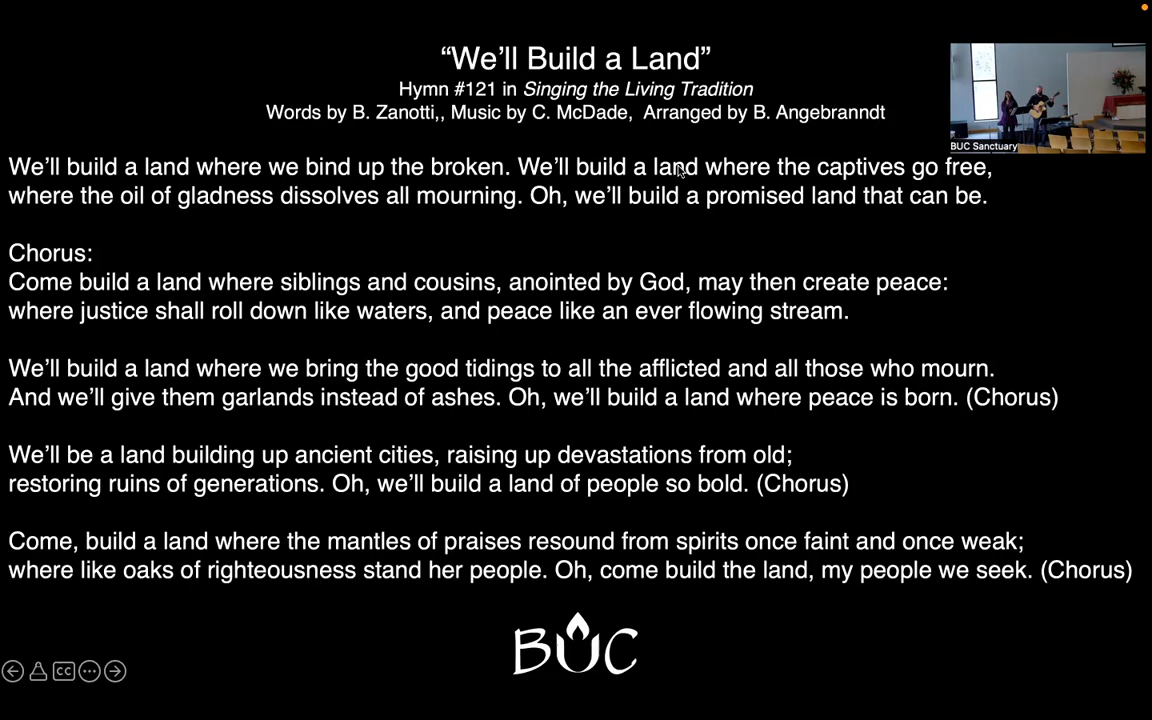 “We’ll Build a Land”
Hymn #121 in Singing the Living Tradition
Words by B. Zanotti,, Music by C. McDade, Arranged by B. Angebranndt
BUC Sanctuary
We’ll build a land where we bind up the broken. We’ll build a land where the captives go free,
where the oil of gladness dissolves all mourning. Oh, we’ll build a promised land that can be.
Chorus:
Come build a land where siblings and cousins, anointed by God, may then create peace:
where justice shall roll down like waters, and peace like an ever flowing stream.
We’ll build a land where we bring the good tidings to all the afflicted and all those who mourn.
And we’ll give them garlands instead of ashes. Oh, we’ll build a land where peace is born. (Chorus)
We’ll be a land building up ancient cities, raising up devastations from old;
restoring ruins of generations. Oh, we’ll build a land of people so bold. (Chorus)
Come, build a land where the mantles of praises resound from spirits once faint and once weak;
where like oaks of righteousness stand her people. Oh, come build the land, my people we seek. (Chorus)
BUC
CC